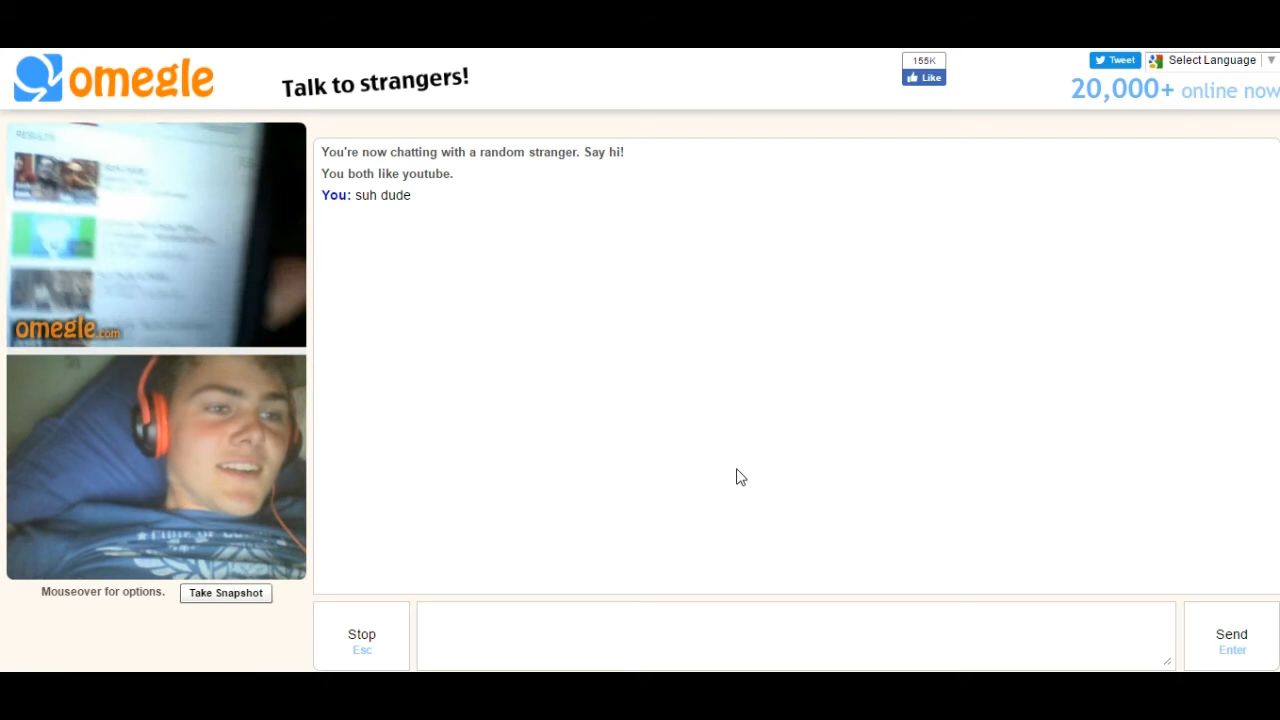 omegle
Talk to strangers!
155K
Like
Tweet
Select Language
20,000+ online now
RESULTS
omegle.com
You're now chatting with a random stranger. Say hi!
You both like youtube.
You: suh dude
Mouseover for options.
Take Snapshot
Stop
Esc
Send
Enter